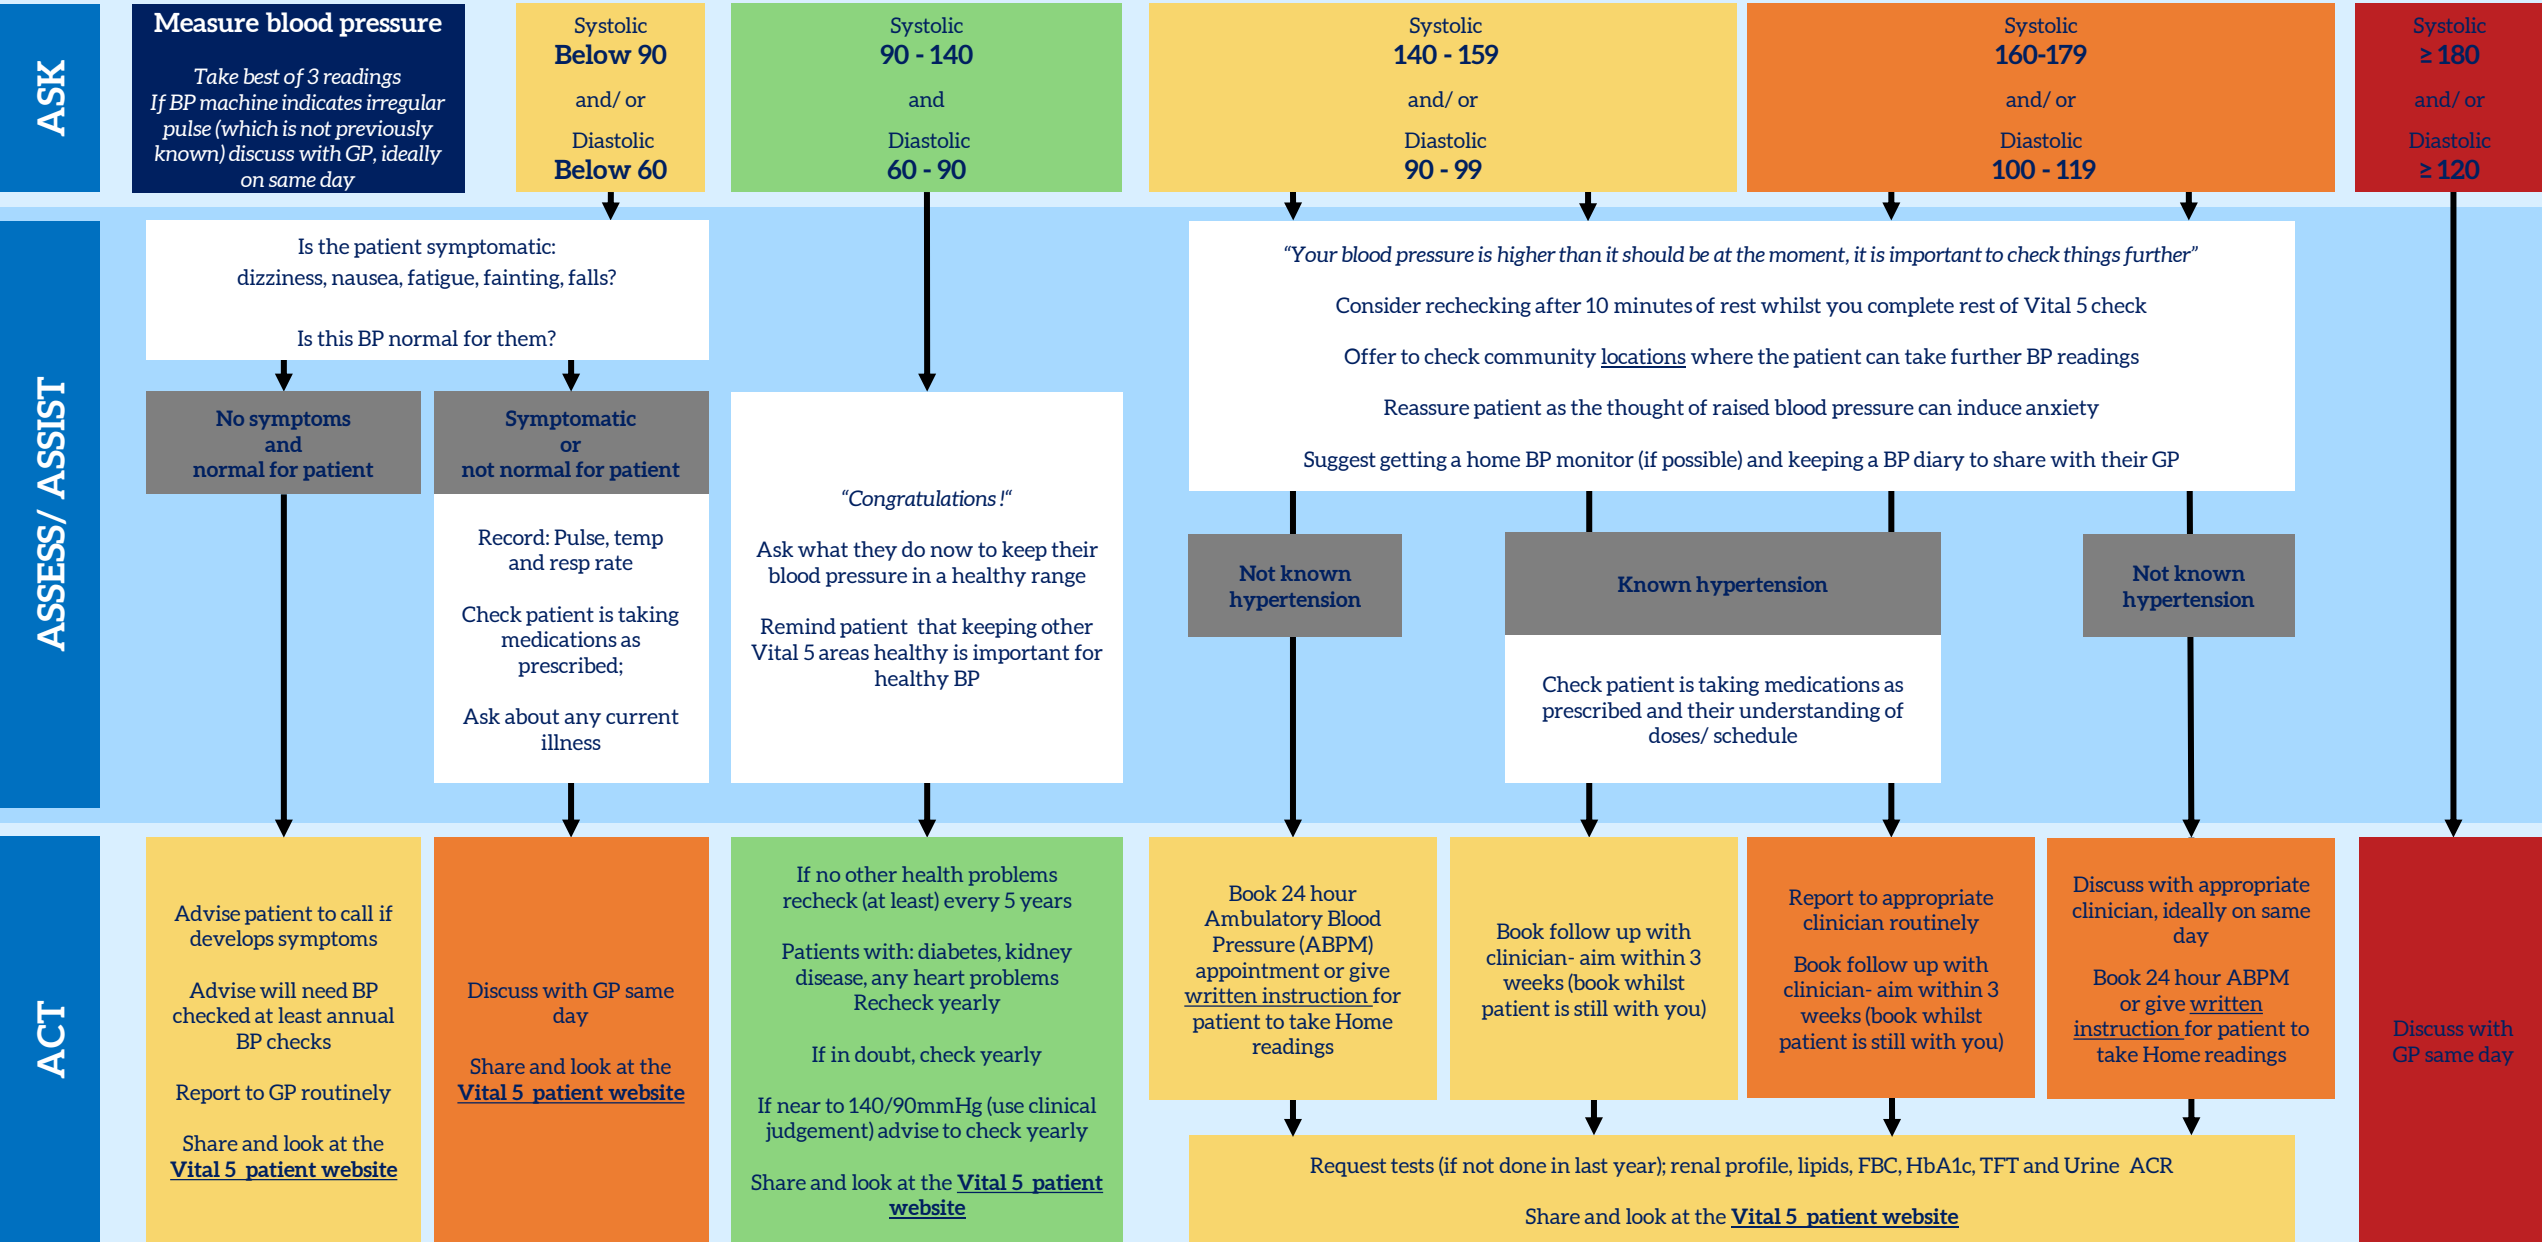 ASK
Measure blood pressure
Take best of 3 readings
If BP machine indicates irregular
pulse (which is not previously
known) discuss with GP, ideally
on same day
Systolic
Below 90
and/ or
Diastolic
Below 60
Systolic
90 - 140
and
Diastolic
60 - 90
Systolic
140 - 159
and/ or
Diastolic
90 - 99
Systolic
160-179
and/ or
Diastolic
100 - 119
Systolic
≥ 180
and/ or
Diastolic
≥ 120
ASSESS/ ASSIST
Is the patient symptomatic:
dizziness, nausea, fatigue, fainting, falls?
Is this BP normal for them?
No symptoms
and
normal for patient
Symptomatic
or
not normal for patient
Record: Pulse, temp
and resp rate
Check patient is taking
medications as
prescribed;
Ask about any current
illness
“Congratulations !“
Ask what they do now to keep their
blood pressure in a healthy range
Remind patient  that keeping other
Vital 5 areas healthy is important for
healthy BP
“Your blood pressure is higher than it should be at the moment, it is important to check things further”
Consider rechecking after 10 minutes of rest whilst you complete rest of Vital 5 check
Offer to check community locations where the patient can take further BP readings
Reassure patient as the thought of raised blood pressure can induce anxiety
Suggest getting a home BP monitor (if possible) and keeping a BP diary to share with their GP
Not known
hypertension
Known hypertension
Check patient is taking medications as
prescribed and their understanding of
doses/ schedule
Not known
hypertension
ACT
Advise patient to call if
develops symptoms
Advise will need BP
checked at least annual
BP checks
Report to GP routinely
Share and look at the
Vital 5  patient website
Discuss with GP same
day
Share and look at the
Vital 5  patient website
If no other health problems
recheck (at least) every 5 years
Patients with: diabetes, kidney
disease, any heart problems
Recheck yearly
If in doubt, check yearly
If near to 140/90mmHg (use clinical
judgement) advise to check yearly
Share and look at the Vital 5  patient
website
Book 24 hour
Ambulatory Blood
Pressure (ABPM)
appointment or give
written instruction for
patient to take Home
readings
Book follow up with
clinician- aim within 3
weeks (book whilst
patient is still with you)
Report to appropriate
clinician routinely
Book follow up with
clinician- aim within 3
weeks (book whilst
patient is still with you)
Discuss with appropriate
clinician, ideally on same
day
Book 24 hour ABPM
or give written
instruction for patient to
take Home readings
Request tests (if not done in last year); renal profile, lipids, FBC, HbA1c, TFT and Urine  ACR
Share and look at the Vital 5  patient website
Discuss with
GP same day